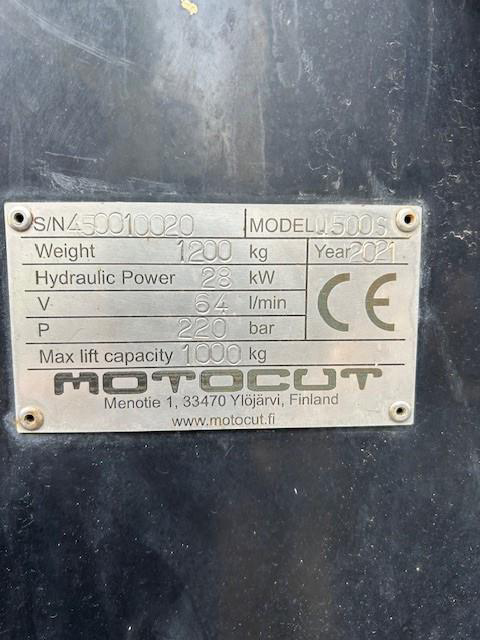 S/N 450010020 MODEL U500S
Weight 1200 kg Year 2021
Hydraulic Power 28 kW
V 64 l/min CE
P 220 bar
Max lift capacity 1000 kg
MOTOCUT
Menotie 1, 33470 Ylöjärvi, Finland
www.motocut.fi